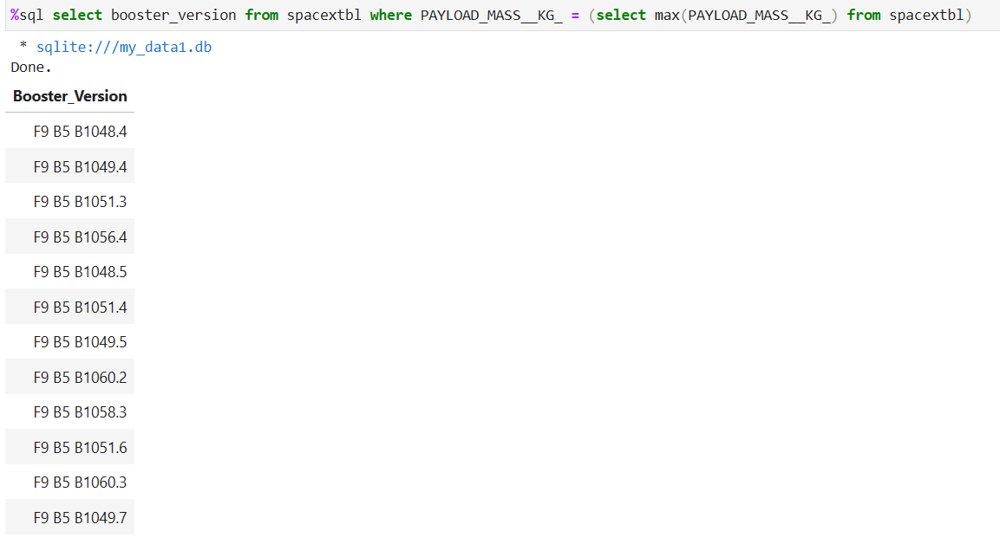 %sql select booster_version from spacextbl where PAYLOAD_MASS__KG_ = (select max(PAYLOAD_MASS__KG_) from spacextbl)
* sqlite:///my_data1.db
Done.
Booster_Version
F9 B5 B1048.4
F9 B5 B1049.4
F9 B5 B1051.3
F9 B5 B1056.4
F9 B5 B1048.5
F9 B5 B1051.4
F9 B5 B1049.5
F9 B5 B1060.2
F9 B5 B1058.3
F9 B5 B1051.6
F9 B5 B1060.3
F9 B5 B1049.7